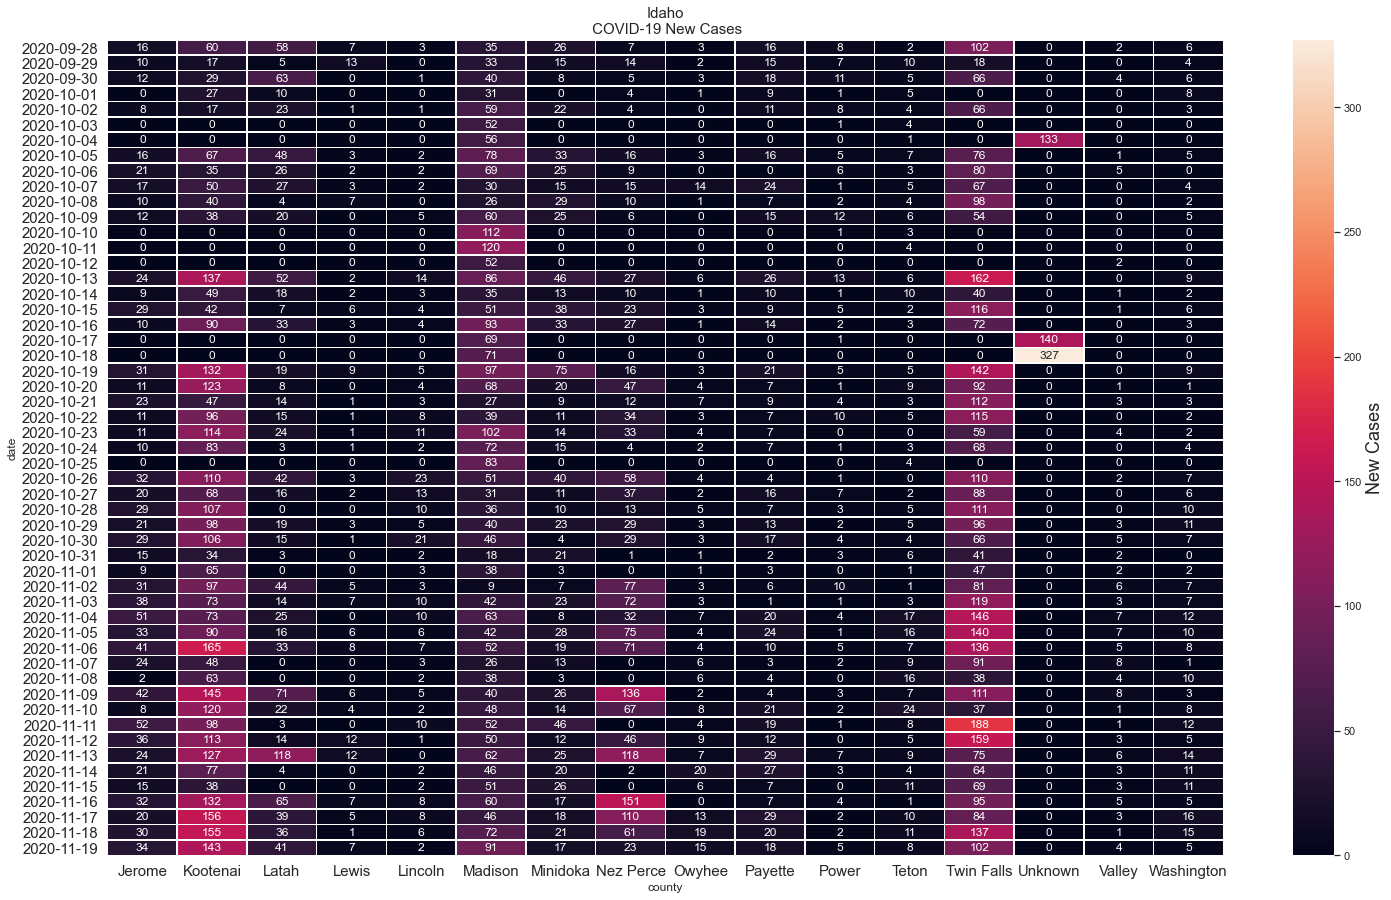 Idaho
COVID-19 New Cases
2020-09-28 16 60 58 7 3 35 26 7 3 16 8 2 102 0 2 6
2020-09-29 10 17 5 13 0 33 15 14 2 15 7 10 18 0 0 4
2020-09-30 12 29 63 0 1 40 8 5 3 18 11 5 66 0 4 6
2020-10-01 0 27 10 0 0 31 0 4 1 9 1 5 0 0 0 8
2020-10-02 8 17 23 1 1 59 22 4 0 11 8 4 66 0 0 3
2020-10-03 0 0 0 0 0 52 0 0 0 0 1 4 0 0 0 0
2020-10-04 0 0 0 0 0 56 0 0 0 0 0 1 0 133 0 0
2020-10-05 16 67 48 3 2 78 33 16 3 16 5 7 76 0 1 5
2020-10-06 21 35 26 2 2 69 25 9 0 0 6 3 80 0 5 0
2020-10-07 17 50 27 3 2 30 15 15 14 24 1 5 67 0 0 4
2020-10-08 10 40 4 7 0 26 29 10 1 7 2 4 98 0 0 2
2020-10-09 12 38 20 0 5 60 25 6 0 15 12 6 54 0 0 5
2020-10-10 0 0 0 0 0 112 0 0 0 0 1 3 0 0 0 0
2020-10-11 0 0 0 0 0 120 0 0 0 0 0 4 0 0 0 0
2020-10-12 0 0 0 0 0 52 0 0 0 0 0 0 0 0 2 0
2020-10-13 24 137 52 2 14 86 46 27 6 26 13 6 162 0 0 9
2020-10-14 9 49 18 2 3 35 13 10 1 10 1 10 40 0 1 2
2020-10-15 29 42 7 6 4 51 38 23 3 9 5 2 116 0 1 6
2020-10-16 10 90 33 3 4 93 33 27 1 14 2 3 72 0 0 3
2020-10-17 0 0 0 0 0 69 0 0 0 0 1 0 0 140 0 0
2020-10-18 0 0 0 0 0 71 0 0 0 0 0 0 0 327 0 0
2020-10-19 31 132 19 9 5 97 75 16 3 21 5 5 142 0 0 9
2020-10-20 11 123 8 0 4 68 20 47 4 7 1 9 92 0 1 1
2020-10-21 23 47 14 1 3 27 9 12 7 9 4 3 112 0 3 3
2020-10-22 11 96 15 1 8 39 11 34 3 7 10 5 115 0 0 2
2020-10-23 11 114 24 1 11 102 14 33 4 7 0 0 59 0 4 2
2020-10-24 10 83 3 1 2 72 15 4 2 7 1 3 68 0 0 4
2020-10-25 0 0 0 0 0 83 0 0 0 0 0 4 0 0 0 0
2020-10-26 32 110 42 3 23 51 40 58 4 4 1 0 110 0 2 7
2020-10-27 20 68 16 2 13 31 11 37 2 16 7 2 88 0 0 6
2020-10-28 29 107 0 0 10 36 10 13 5 7 3 5 111 0 0 10
2020-10-29 21 98 19 3 5 40 23 29 3 13 2 5 96 0 3 11
2020-10-30 29 106 15 1 21 46 4 29 3 17 4 4 66 0 5 7
2020-10-31 15 34 3 0 2 18 21 1 1 2 3 6 41 0 2 0
2020-11-01 9 65 0 0 3 38 3 0 1 3 0 1 47 0 2 2
2020-11-02 31 97 44 5 3 9 7 77 3 6 10 1 81 0 6 7
2020-11-03 38 73 14 7 10 42 23 72 3 1 1 3 119 0 3 7
2020-11-04 51 73 25 0 10 63 8 32 7 20 4 17 146 0 7 12
2020-11-05 33 90 16 6 6 42 28 75 4 24 1 16 140 0 7 10
2020-11-06 41 165 33 8 7 52 19 71 4 10 5 7 136 0 5 8
2020-11-07 24 48 0 0 3 26 13 0 6 3 2 9 91 0 8 1
2020-11-08 2 63 0 0 2 38 3 0 6 4 0 16 38 0 4 10
2020-11-09 42 145 71 6 5 40 26 136 2 4 3 7 111 0 8 3
2020-11-10 8 120 22 4 2 48 14 67 8 21 2 24 37 0 1 8
2020-11-11 52 98 3 0 10 52 46 0 4 19 1 8 188 0 1 12
2020-11-12 36 113 14 12 1 50 12 46 9 12 0 5 159 0 3 5
2020-11-13 24 127 118 12 0 62 25 118 7 29 7 9 75 0 6 14
2020-11-14 21 77 4 0 2 46 20 2 20 27 3 4 64 0 3 11
2020-11-15 15 38 0 0 2 51 26 0 6 7 0 11 69 0 3 11
2020-11-16 32 132 65 7 8 60 17 151 0 7 4 1 95 0 5 5
2020-11-17 20 156 39 5 8 46 18 110 13 29 2 10 84 0 3 16
2020-11-18 30 155 36 1 6 72 21 61 19 20 2 11 137 0 1 15
2020-11-19 34 143 41 7 2 91 17 23 15 18 5 8 102 0 4 5
Jerome Kootenai Latah Lewis Lincoln Madison Minidoka Nez Perce Owyhee Payette Power Teton Twin Falls Unknown Valley Washington
county
date
300
250
200
150
100
50
0
New Cases